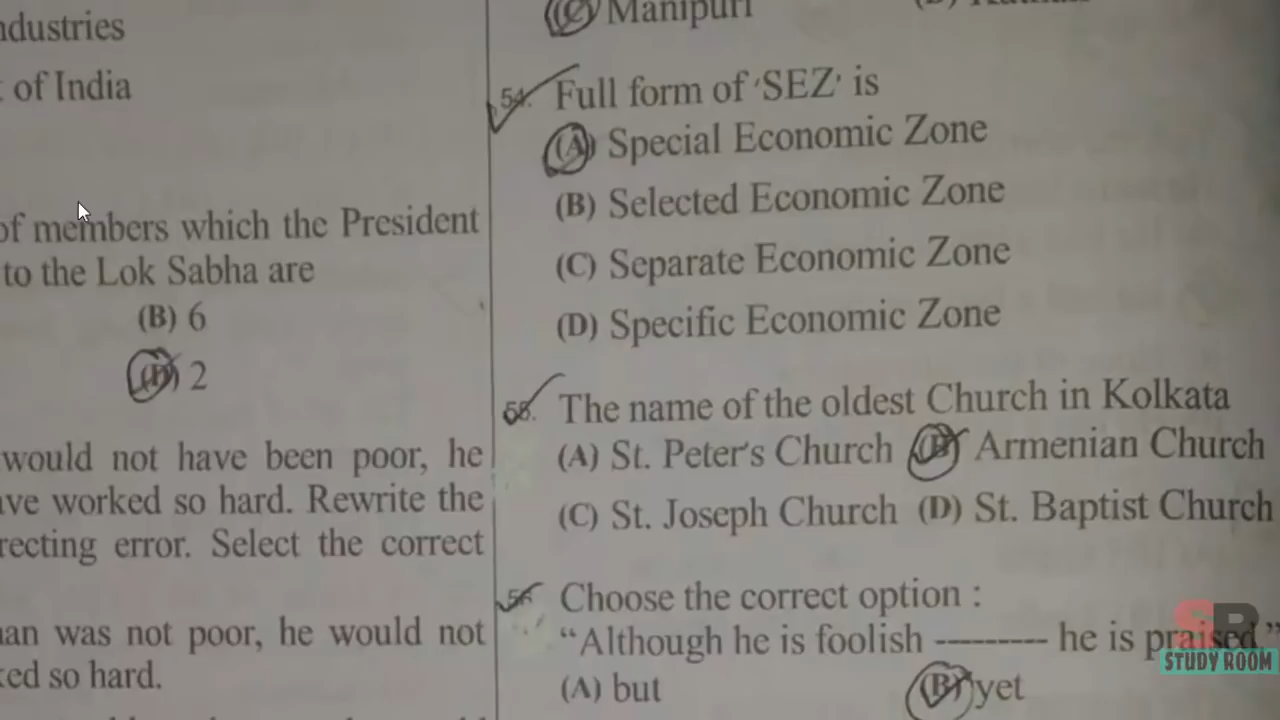 ndustries
of India
of members which the President
to the Lok Sabha are
(B) 6
(D) 2
would not have been poor, he
ve worked so hard. Rewrite the
recting error. Select the correct
an was not poor, he would not
ked so hard.
(C) Manipuri
54. Full form of 'SEZ' is
(A) Special Economic Zone
(B) Selected Economic Zone
(C) Separate Economic Zone
(D) Specific Economic Zone
55. The name of the oldest Church in Kolkata
(A) St. Peter's Church (B) Armenian Church
(C) St. Joseph Church (D) St. Baptist Church
56. Choose the correct option :
“Although he is foolish --------- he is praised.”
(A) but (B) yet
SB
STUDY ROOM